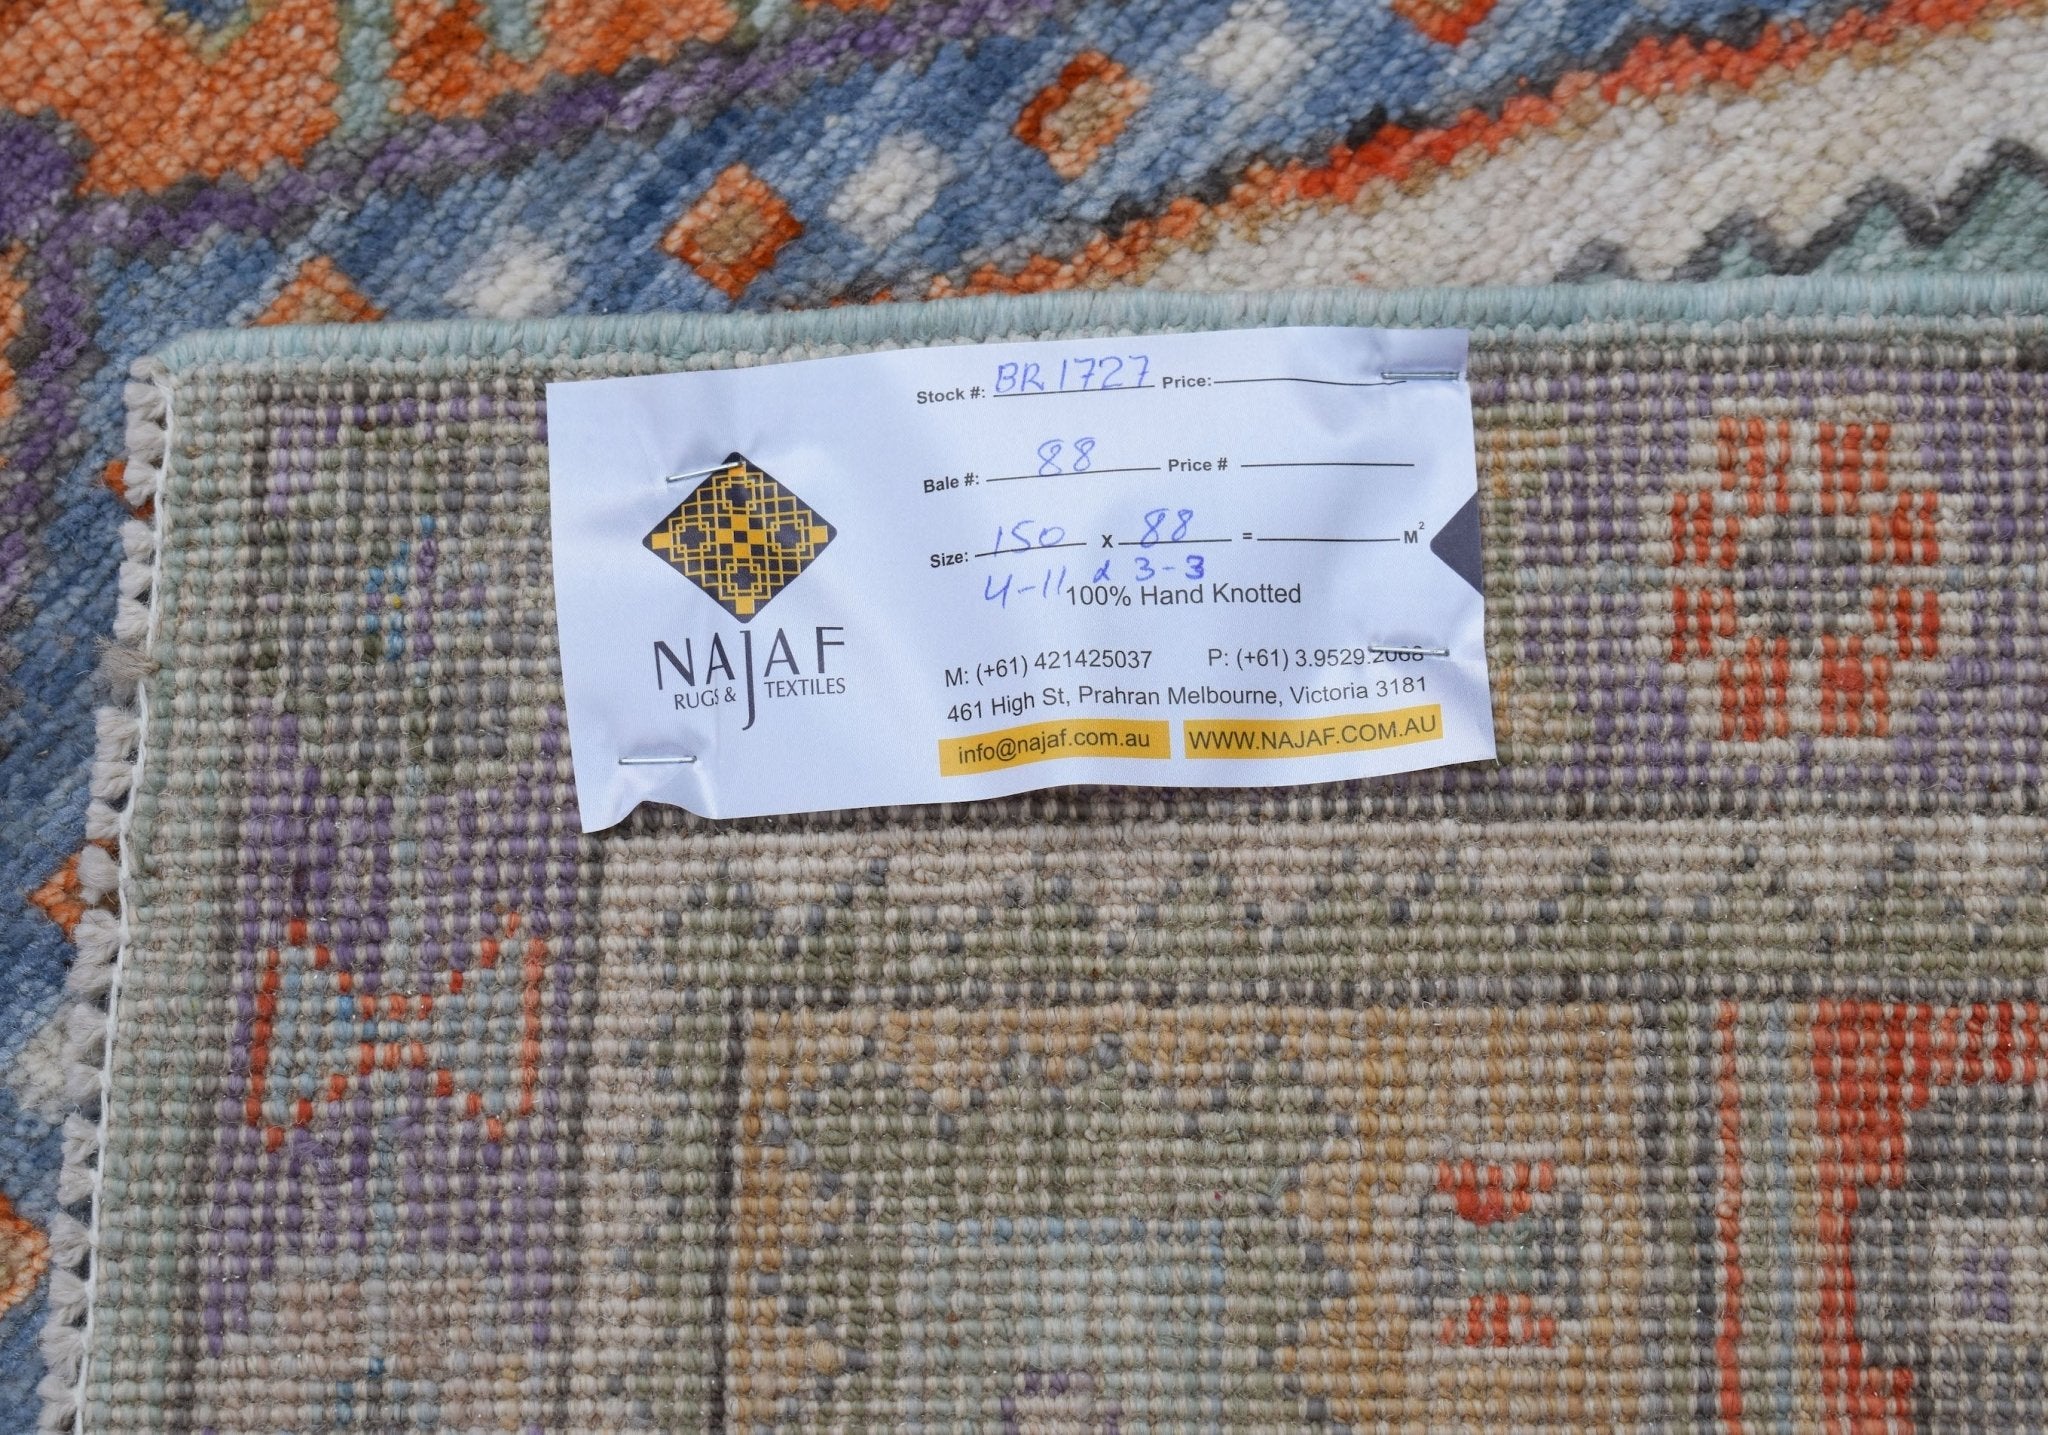 Stock #: BR1727 Price:
Bale #: 88 Price #
Size: 150 x 88 = M²
4-11 x 3-3
100% Hand Knotted
NAJAF
RUGS & TEXTILES
M: (+61) 421425037 P: (+61) 3.9529.2068
461 High St, Prahran Melbourne, Victoria 3181
info@najaf.com.au WWW.NAJAF.COM.AU